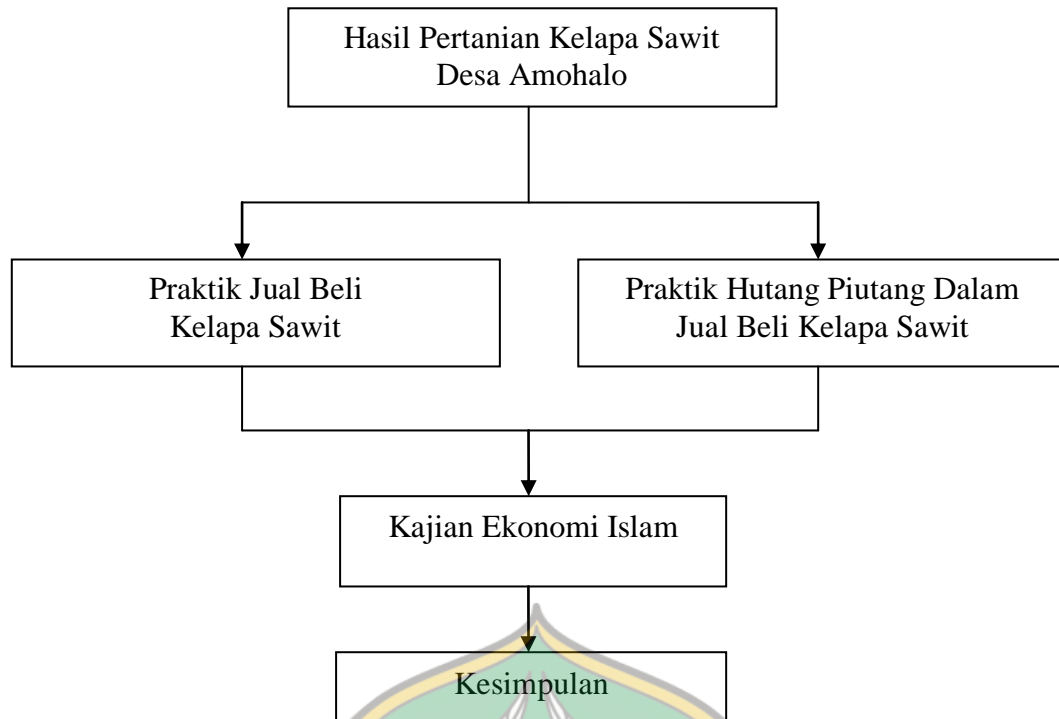 Hasil Pertanian Kelapa Sawit
Desa Amohalo
Praktik Jual Beli
Kelapa Sawit
Praktik Hutang Piutang Dalam
Jual Beli Kelapa Sawit
Kajian Ekonomi Islam
Kesimpulan